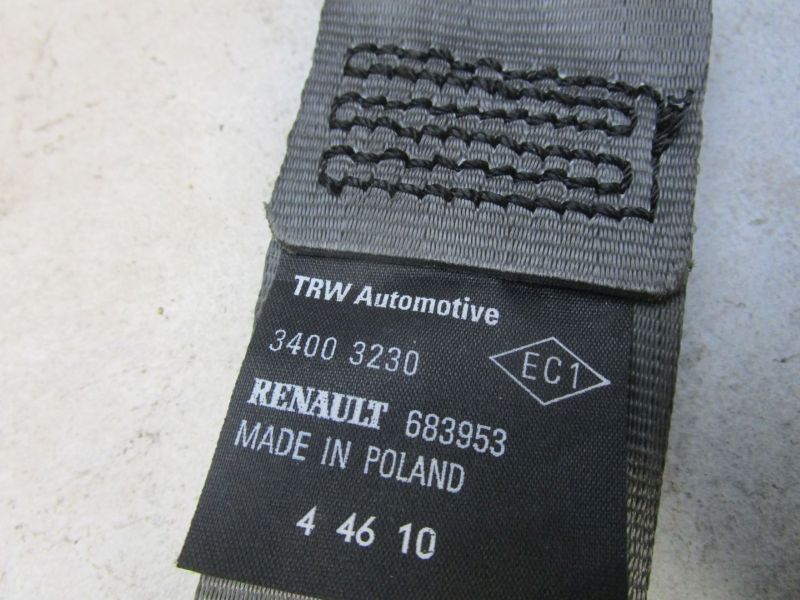 TRW Automotive
3400 3230
EC1
RENAULT 683953
MADE IN POLAND
4 46 10